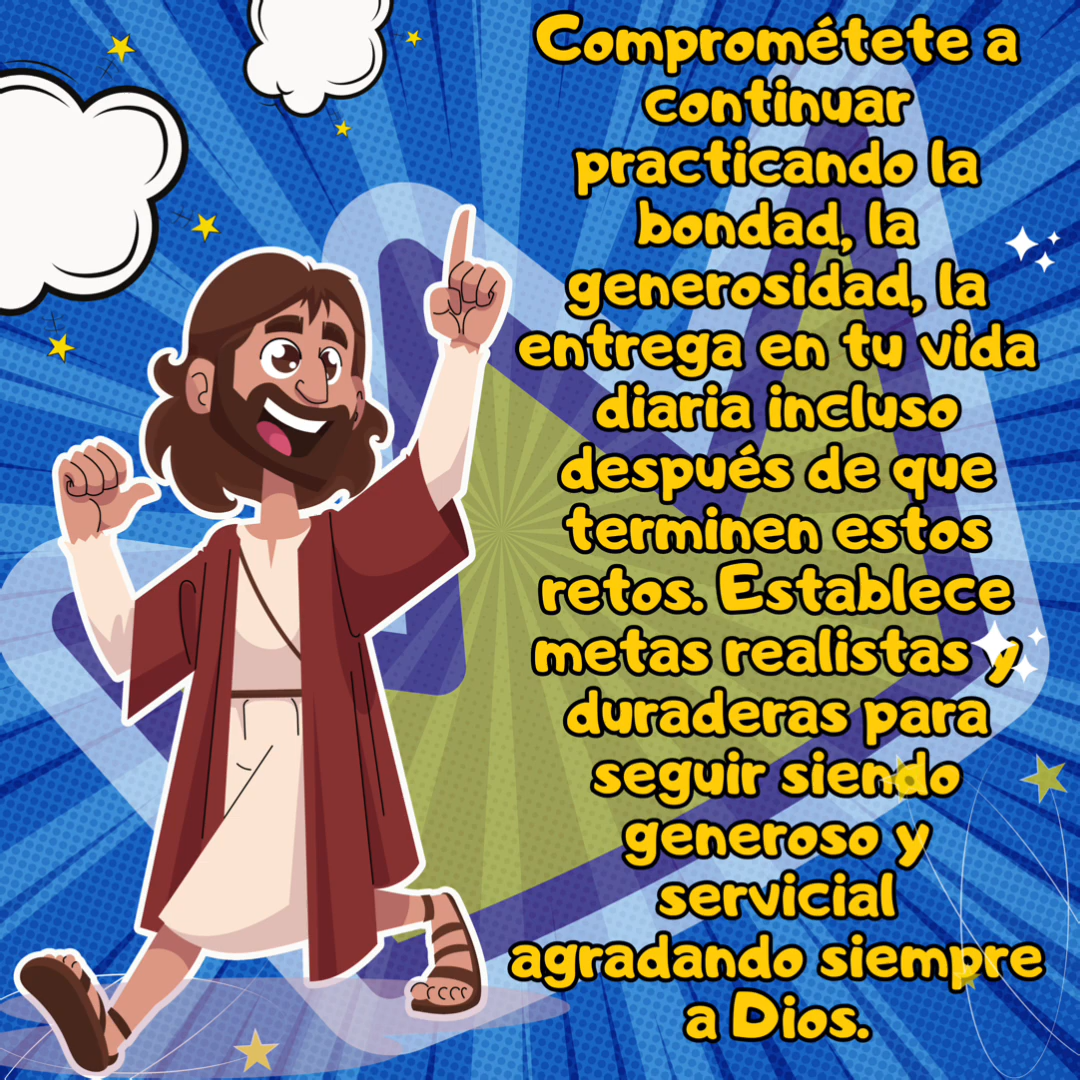 Comprométete a
continuar
practicando la
bondad, la
generosidad, la
entrega en tu vida
diaria incluso
después de que
terminen estos
retos. Establece
metas realistas y
duraderas para
seguir siendo
generoso y
servicial
agradando siempre
a Dios.